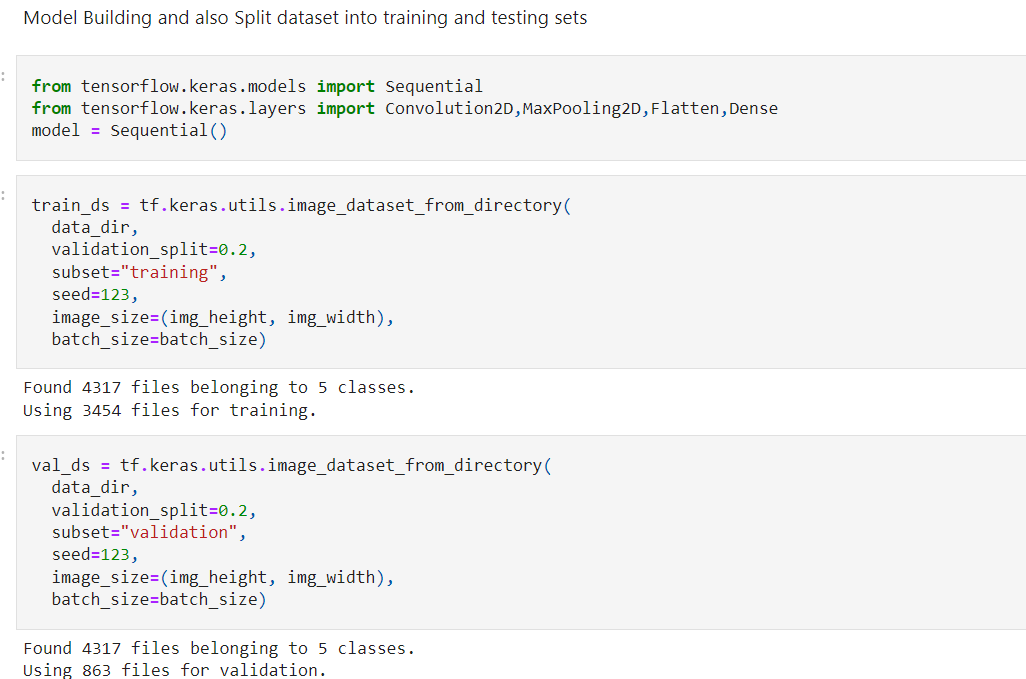 Model Building and also Split dataset into training and testing sets
:
from tensorflow.keras.models import Sequential
from tensorflow.keras.layers import Convolution2D,MaxPooling2D,Flatten,Dense
model = Sequential()
:
train_ds = tf.keras.utils.image_dataset_from_directory(
  data_dir,
  validation_split=0.2,
  subset="training",
  seed=123,
  image_size=(img_height, img_width),
  batch_size=batch_size)
Found 4317 files belonging to 5 classes.
Using 3454 files for training.
:
val_ds = tf.keras.utils.image_dataset_from_directory(
  data_dir,
  validation_split=0.2,
  subset="validation",
  seed=123,
  image_size=(img_height, img_width),
  batch_size=batch_size)
Found 4317 files belonging to 5 classes.
Using 863 files for validation.